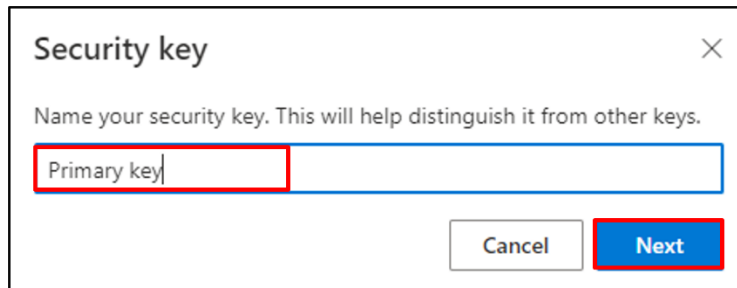 Security key
Name your security key. This will help distinguish it from other keys.
Primary key
Cancel
Next